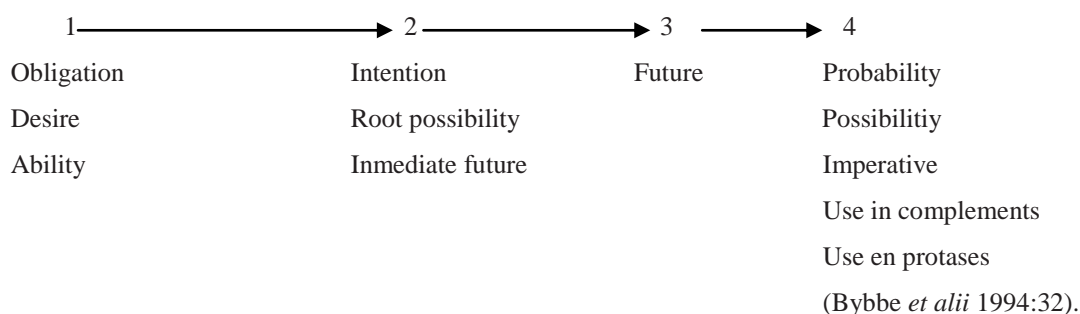 1 2 3 4
Obligation Intention Future Probability
Desire Root possibility Possibilitiy
Ability Inmediate future Imperative
Use in complements
Use en protases
(Bybbe et alii 1994:32).